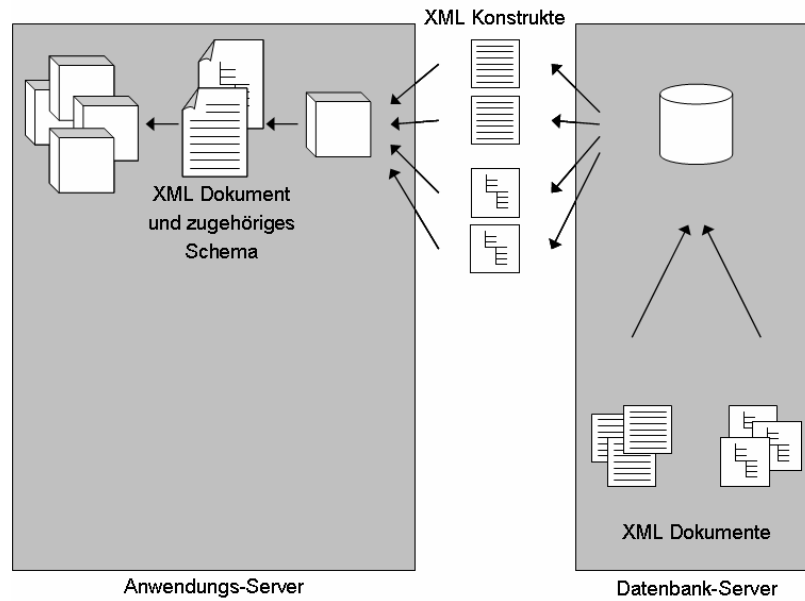 XML Konstrukte
XML Dokument
und zugehöriges
Schema
XML Dokumente
Anwendungs-Server
Datenbank-Server